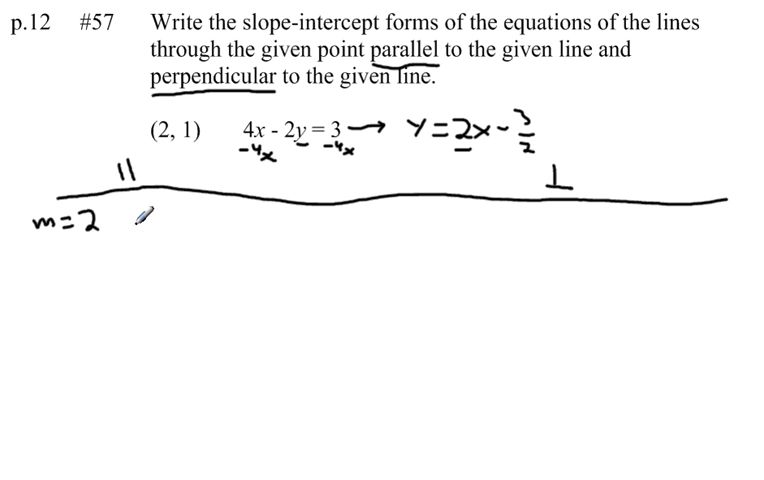 p.12 #57 Write the slope-intercept forms of the equations of the lines
through the given point parallel to the given line and
perpendicular to the given line.
(2, 1) 4x - 2y = 3 → y = 2x - 3/2
-4x -4x
|| ⊥
m = 2